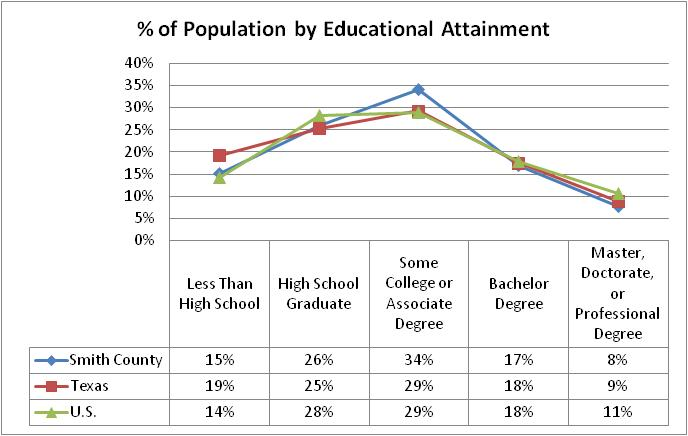 % of Population by Educational Attainment
40%
35%
30%
25%
20%
15%
10%
5%
0%
Less Than
High School
High School
Graduate
Some
College or
Associate
Degree
Bachelor
Degree
Master,
Doctorate,
or
Professional
Degree
Smith County 15% 26% 34% 17% 8%
Texas 19% 25% 29% 18% 9%
U.S. 14% 28% 29% 18% 11%